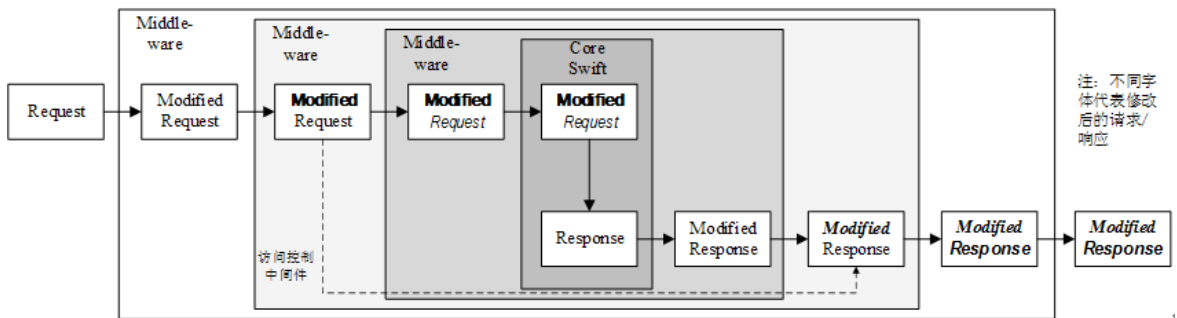 Middle-
ware
Middle-
ware
Middle-
ware
Core
Swift
Request
Modified
Request
Modified
Request
Modified
Request
Modified
Request
注：不同字
体代表修改
后的请求/
响应
访问控制
中间件
Response
Modified
Response
Modified
Response
Modified
Response
Modified
Response